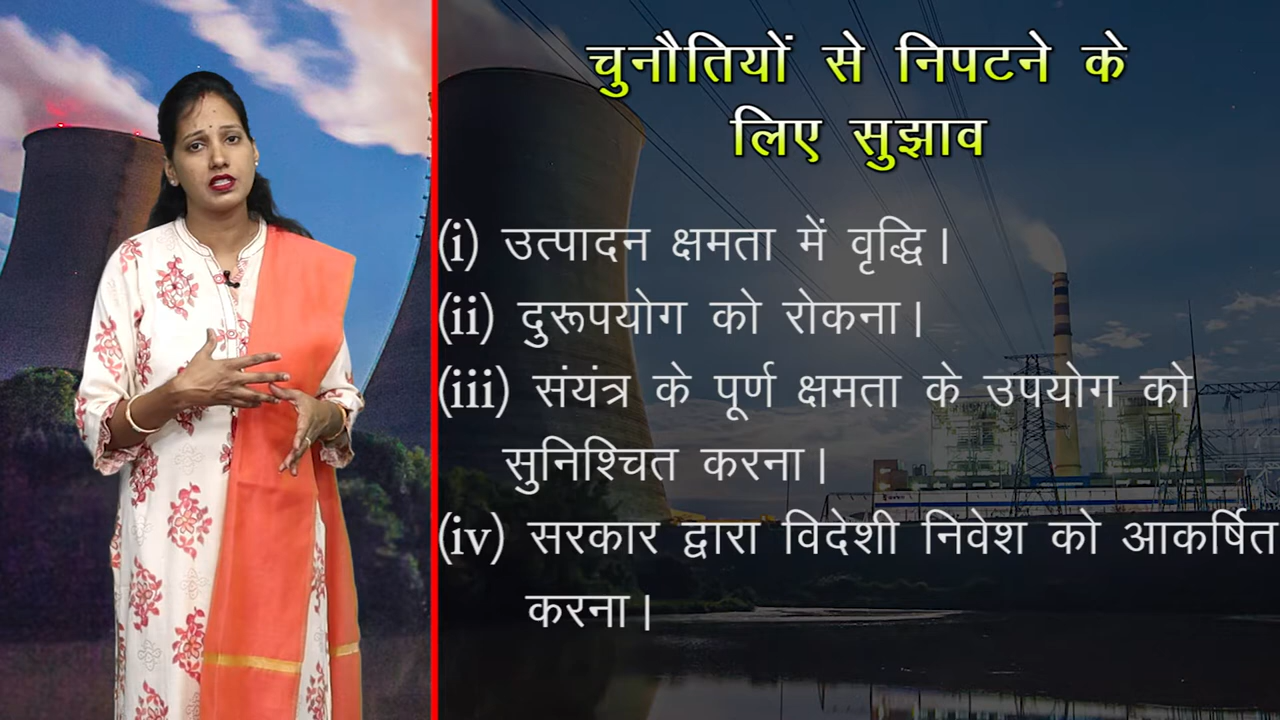 चुनौतियों से निपटने के
लिए सुझाव
(i) उत्पादन क्षमता में वृद्धि।
(ii) दुरूपयोग को रोकना।
(iii) संयंत्र के पूर्ण क्षमता के उपयोग को
सुनिश्चित करना।
(iv) सरकार द्वारा विदेशी निवेश को आकर्षित
करना।